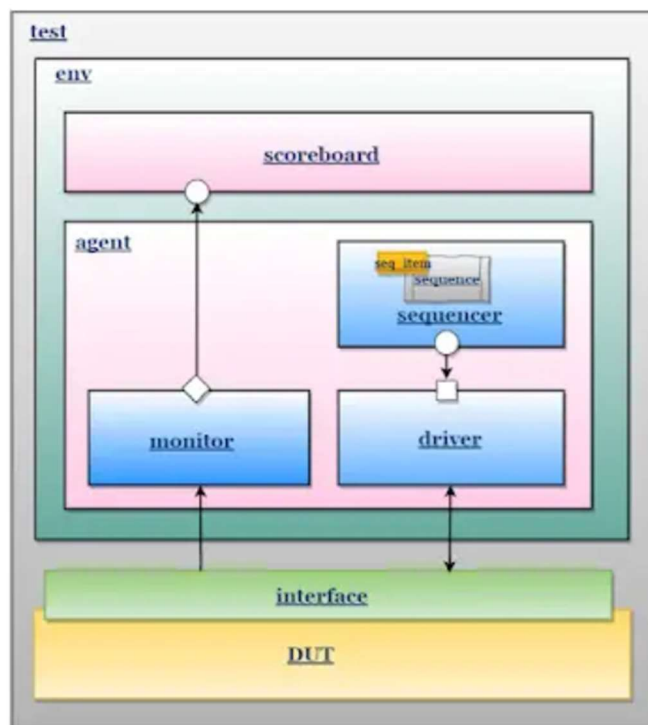 test
env
scoreboard
agent
seq_item
sequence
sequencer
monitor
driver
interface
DUT